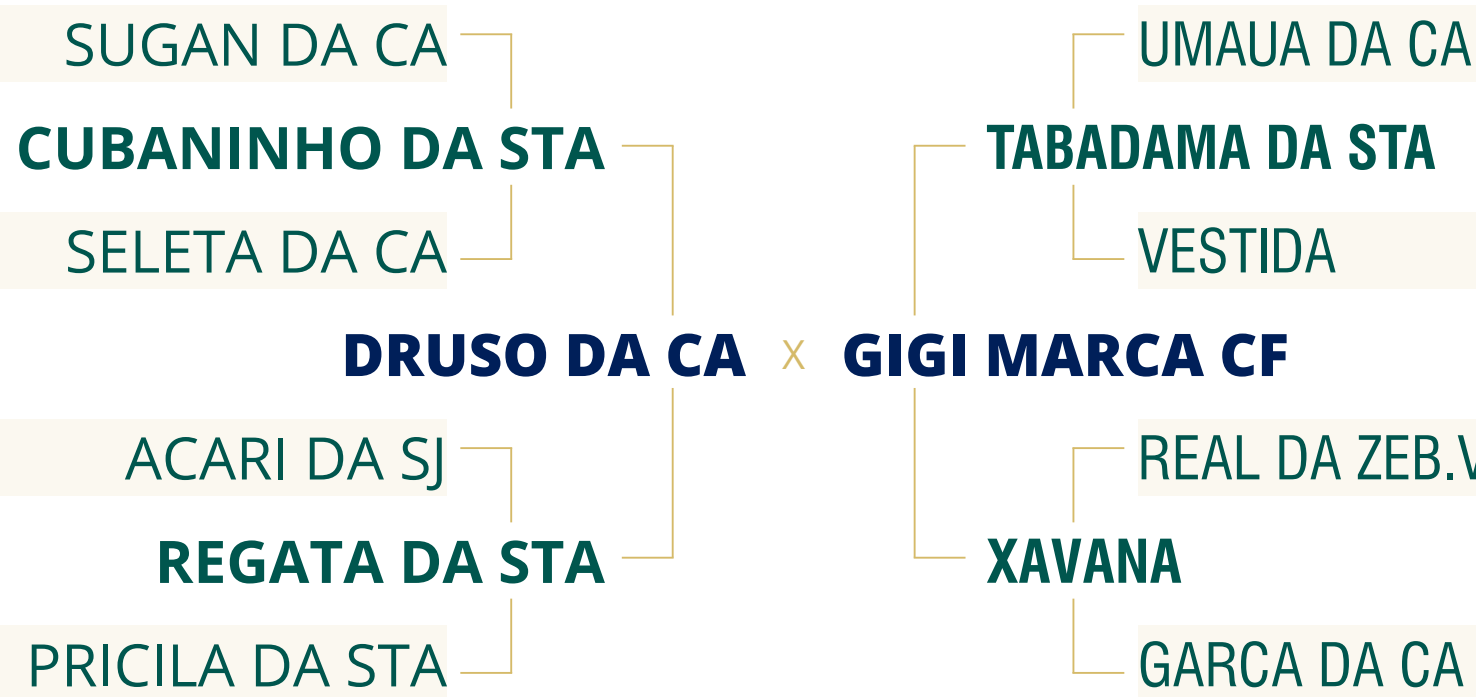 SUGAN DA CA
UMAUA DA CA
CUBANINHO DA STA
TABADAMA DA STA
SELETA DA CA
VESTIDA
DRUSO DA CA X GIGI MARCA CF
ACARI DA SJ
REAL DA ZEB.V
REGATA DA STA
XAVANA
PRICILA DA STA
GARCA DA CA